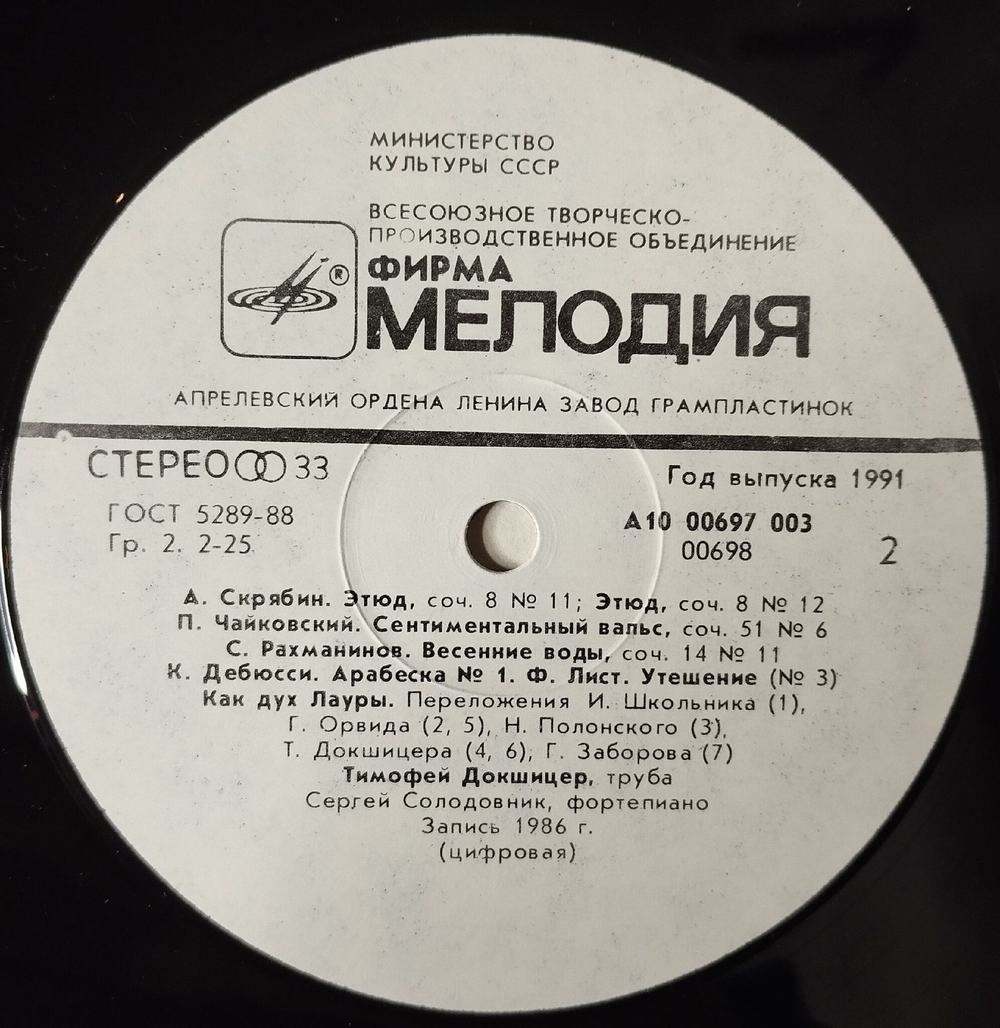 МИНИСТЕРСТВО
КУЛЬТУРЫ СССР
ВСЕСОЮЗНОЕ ТВОРЧЕСКО-
ПРОИЗВОДСТВЕННОЕ ОБЪЕДИНЕНИЕ
ФИРМА
®
МЕЛОДИЯ
АПРЕЛЕВСКИЙ ОРДЕНА ЛЕНИНА ЗАВОД ГРАМПЛАСТИНОК
СТЕРЕО 33
Год выпуска 1991
ГОСТ 5289-88
Гр. 2. 2-25
А10 00697 003
00698
2
А. Скрябин. Этюд, соч. 8 № 11; Этюд, соч. 8 № 12
П. Чайковский. Сентиментальный вальс, соч. 51 № 6
С. Рахманинов. Весенние воды, соч. 14 № 11
К. Дебюсси. Арабеска № 1. Ф. Лист. Утешение (№ 3)
Как дух Лауры. Переложения И. Школьника (1),
Г. Орвида (2, 5), Н. Полонского (3),
Т. Докшицера (4, 6), Г. Заборова (7)
Тимофей Докшицер, труба
Сергей Солодовник, фортепиано
Запись 1986 г.
(цифровая)